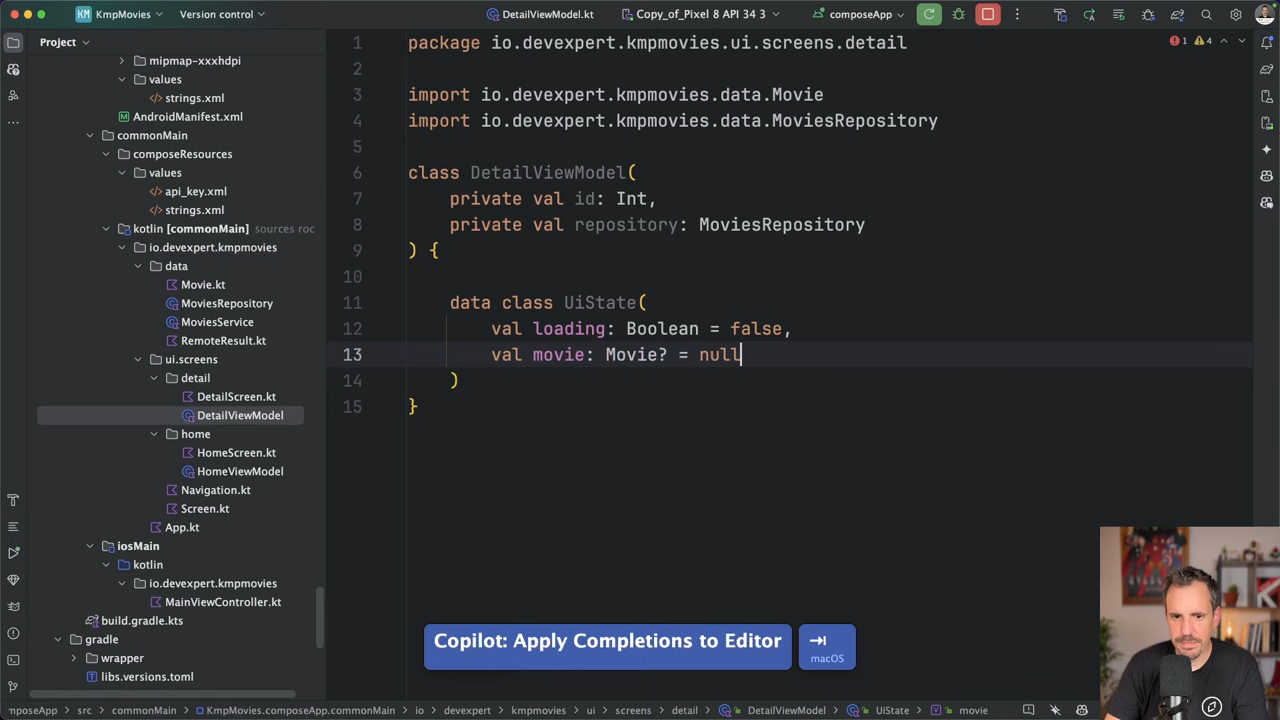 KM KmpMovies Version control DetailViewModel.kt Copy_of_Pixel 8 API 34 3 composeApp
Project
mipmap-xxxhdpi
values
strings.xml
AndroidManifest.xml
commonMain
composeResources
values
api_key.xml
strings.xml
kotlin [commonMain] sources roc
io.devexpert.kmpmovies
data
Movie.kt
MoviesRepository
MoviesService
RemoteResult.kt
ui.screens
detail
DetailScreen.kt
DetailViewModel
home
HomeScreen.kt
HomeViewModel
Navigation.kt
Screen.kt
App.kt
iosMain
kotlin
io.devexpert.kmpmovies
MainViewController.kt
build.gradle.kts
gradle
wrapper
libs.versions.toml
1 package io.devexpert.kmpmovies.ui.screens.detail
1 4
2
3 import io.devexpert.kmpmovies.data.Movie
4 import io.devexpert.kmpmovies.data.MoviesRepository
5
6 class DetailViewModel(
7 private val id: Int,
8 private val repository: MoviesRepository
9 ) {
10
11 data class UiState(
12 val loading: Boolean = false,
13 val movie: Movie? = null
14 )
15 }
Copilot: Apply Completions to Editor
macOS
mposeApp src commonMain KmpMovies.composeApp.commonMain io devexpert kmpmovies ui screens detail DetailViewModel UiState movie